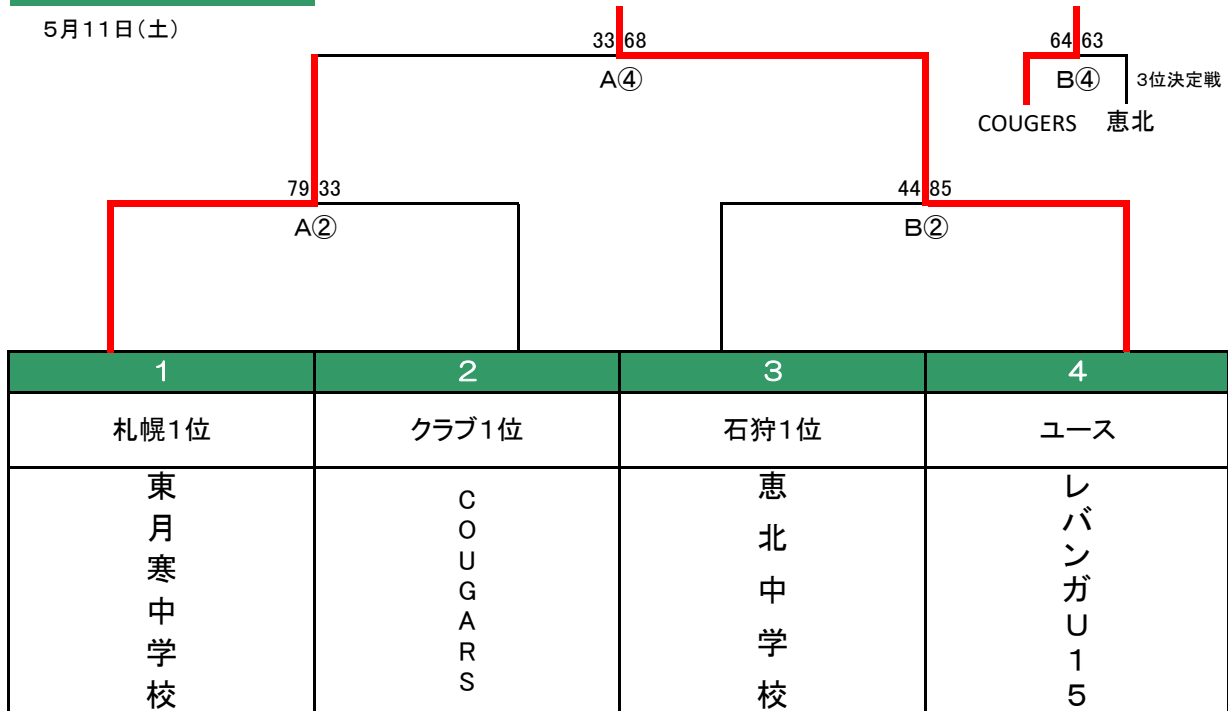 5月11日(土)
33 68
64 63
A④
B④
3位決定戦
COUGERS
恵北
79 33
44 85
A②
B②
1
2
3
4
札幌1位
クラブ1位
石狩1位
ユース
東月寒中学校
COUGARS
恵北中学校
レバンガU15